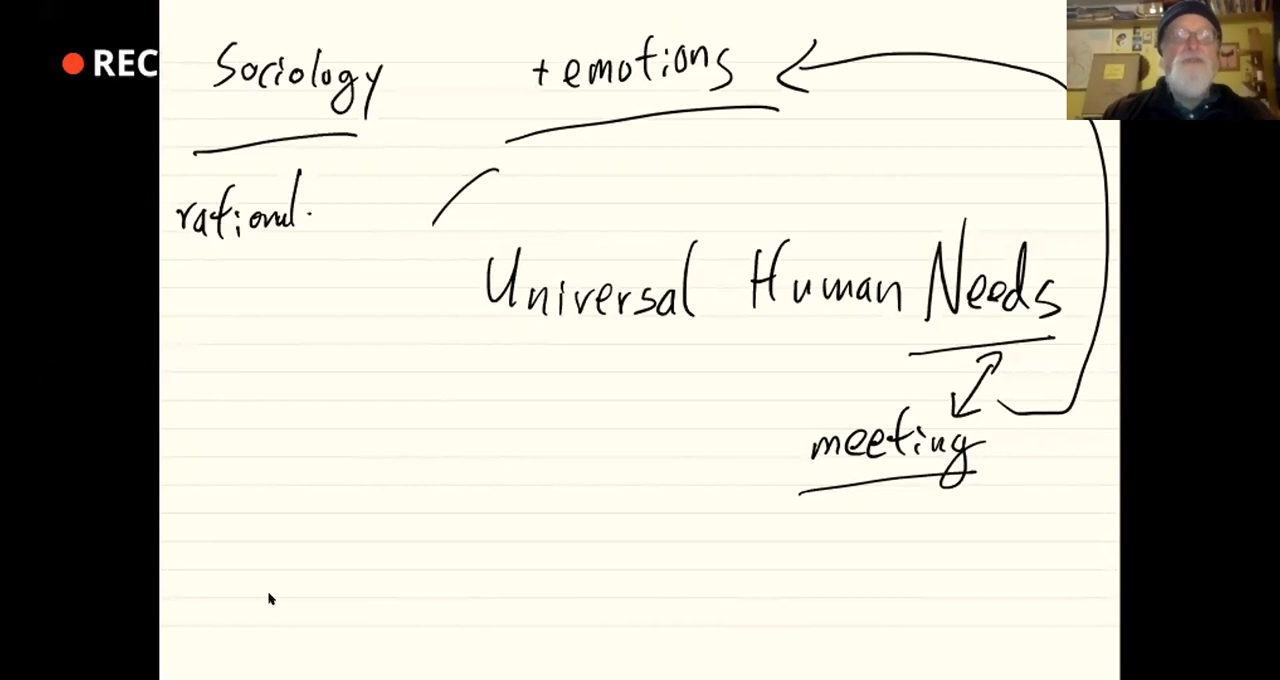 REC
Sociology + emotions
rational.
Universal Human Needs
meeting